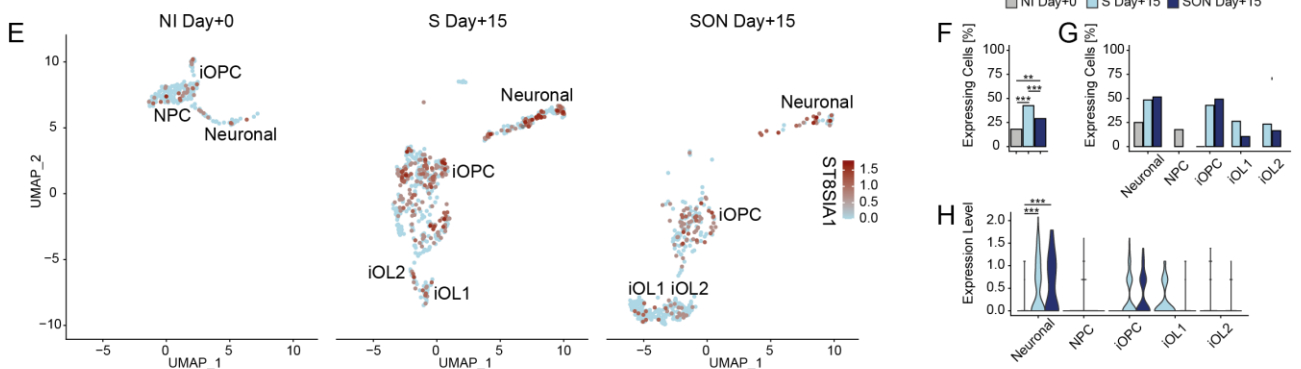 NI Day+0 S Day+15 SON Day+15
E
NI Day+0
S Day+15
SON Day+15
UMAP_2
10
5
0
−5
−10
iOPC
NPC
Neuronal
Neuronal
iOPC
iOL2
iOL1
Neuronal
iOPC
iOL1 iOL2
−5 0 5 10
UMAP_1
−5 0 5 10
UMAP_1
−5 0 5 10
UMAP_1
ST8SIA1
1.5
1.0
0.5
0.0
F
Expressing Cells [%]
100
75
50
25
0
**
***
***
G
Expressing Cells [%]
100
75
50
25
0
Neuronal
NPC
iOPC
iOL1
iOL2
H
Expression Level
2.0
1.5
1.0
0.5
0.0
***
***
Neuronal
NPC
iOPC
iOL1
iOL2